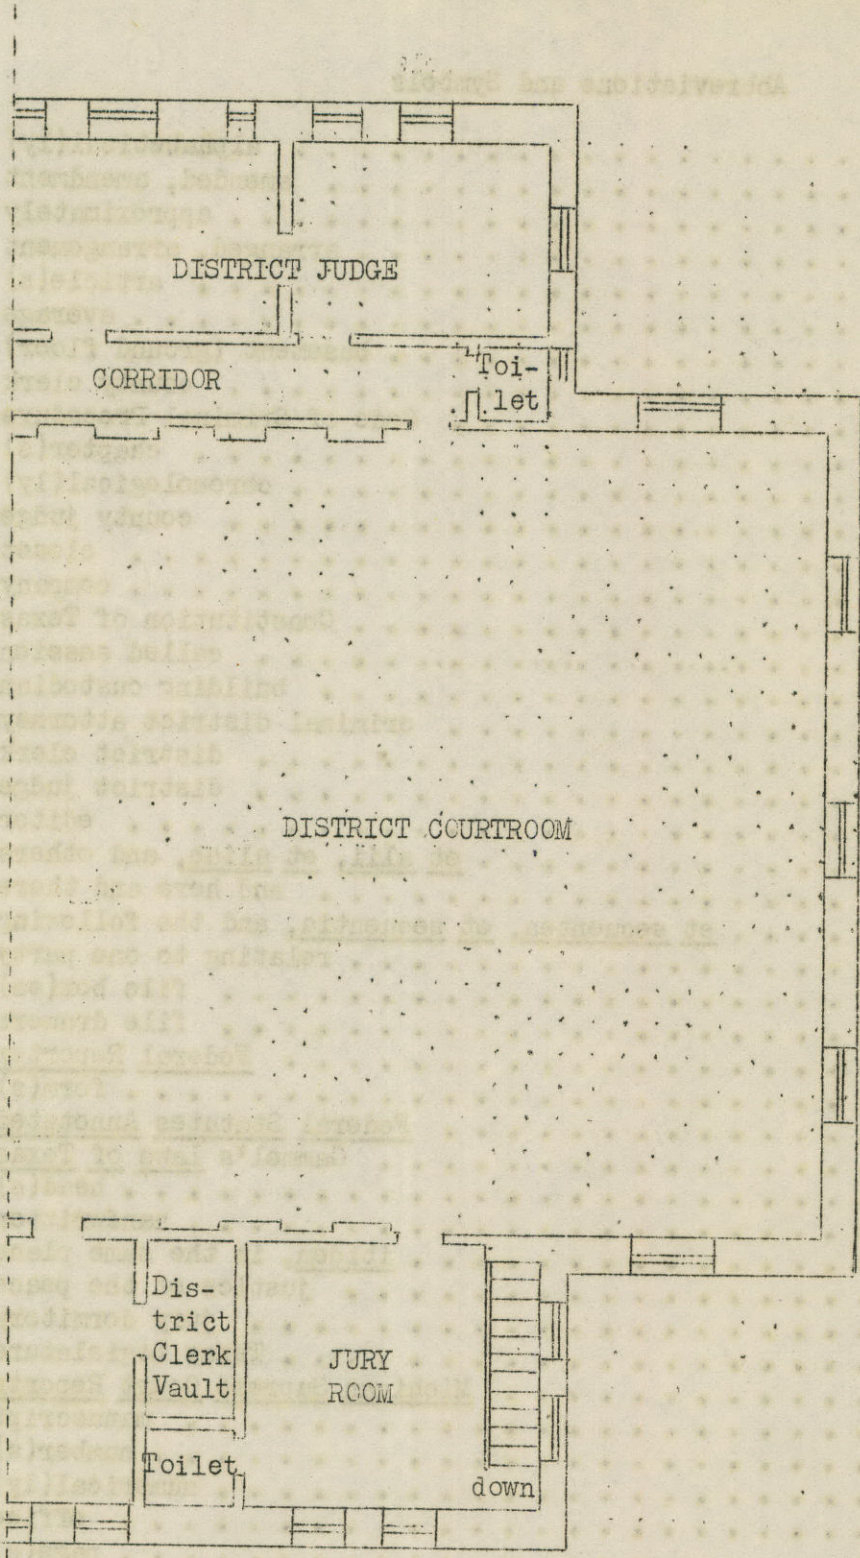 DISTRICT JUDGE
CORRIDOR
Toi-
let
DISTRICT COURTROOM
Dis-
trict
Clerk
Vault
JURY
ROOM
Toilet
down